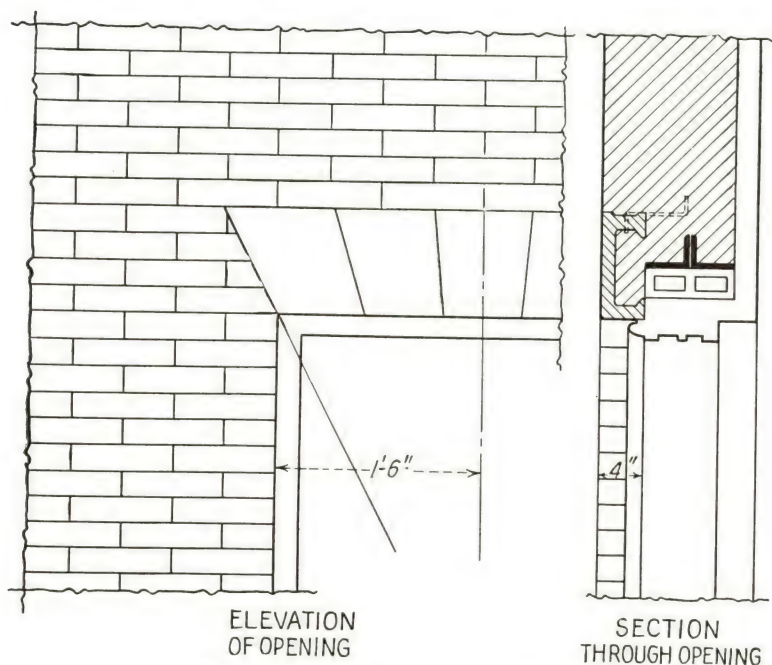 1'-6"
4"
ELEVATION
OF OPENING
SECTION
THROUGH OPENING